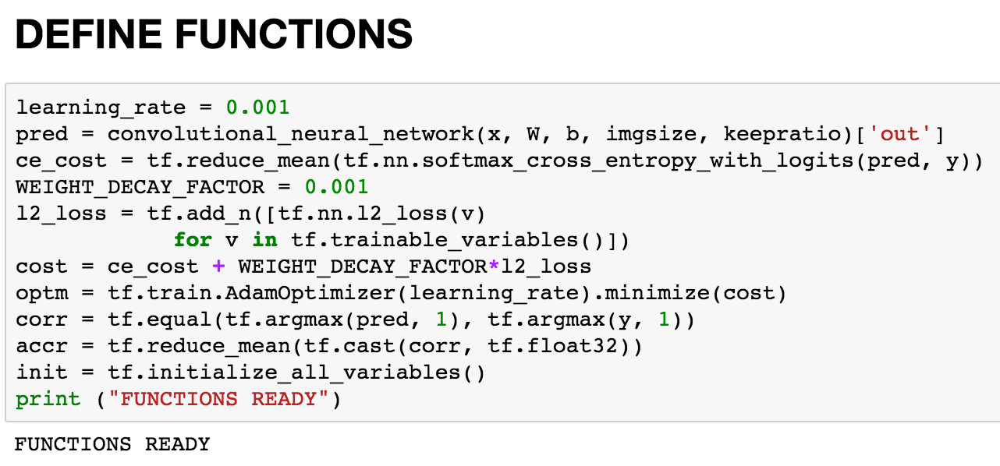 DEFINE FUNCTIONS
learning_rate = 0.001
pred = convolutional_neural_network(x, W, b, imgsize, keepratio)['out']
ce_cost = tf.reduce_mean(tf.nn.softmax_cross_entropy_with_logits(pred, y))
WEIGHT_DECAY_FACTOR = 0.001
l2_loss = tf.add_n([tf.nn.l2_loss(v)
            for v in tf.trainable_variables()])
cost = ce_cost + WEIGHT_DECAY_FACTOR*l2_loss
optm = tf.train.AdamOptimizer(learning_rate).minimize(cost)
corr = tf.equal(tf.argmax(pred, 1), tf.argmax(y, 1))
accr = tf.reduce_mean(tf.cast(corr, tf.float32))
init = tf.initialize_all_variables()
print ("FUNCTIONS READY")
FUNCTIONS READY